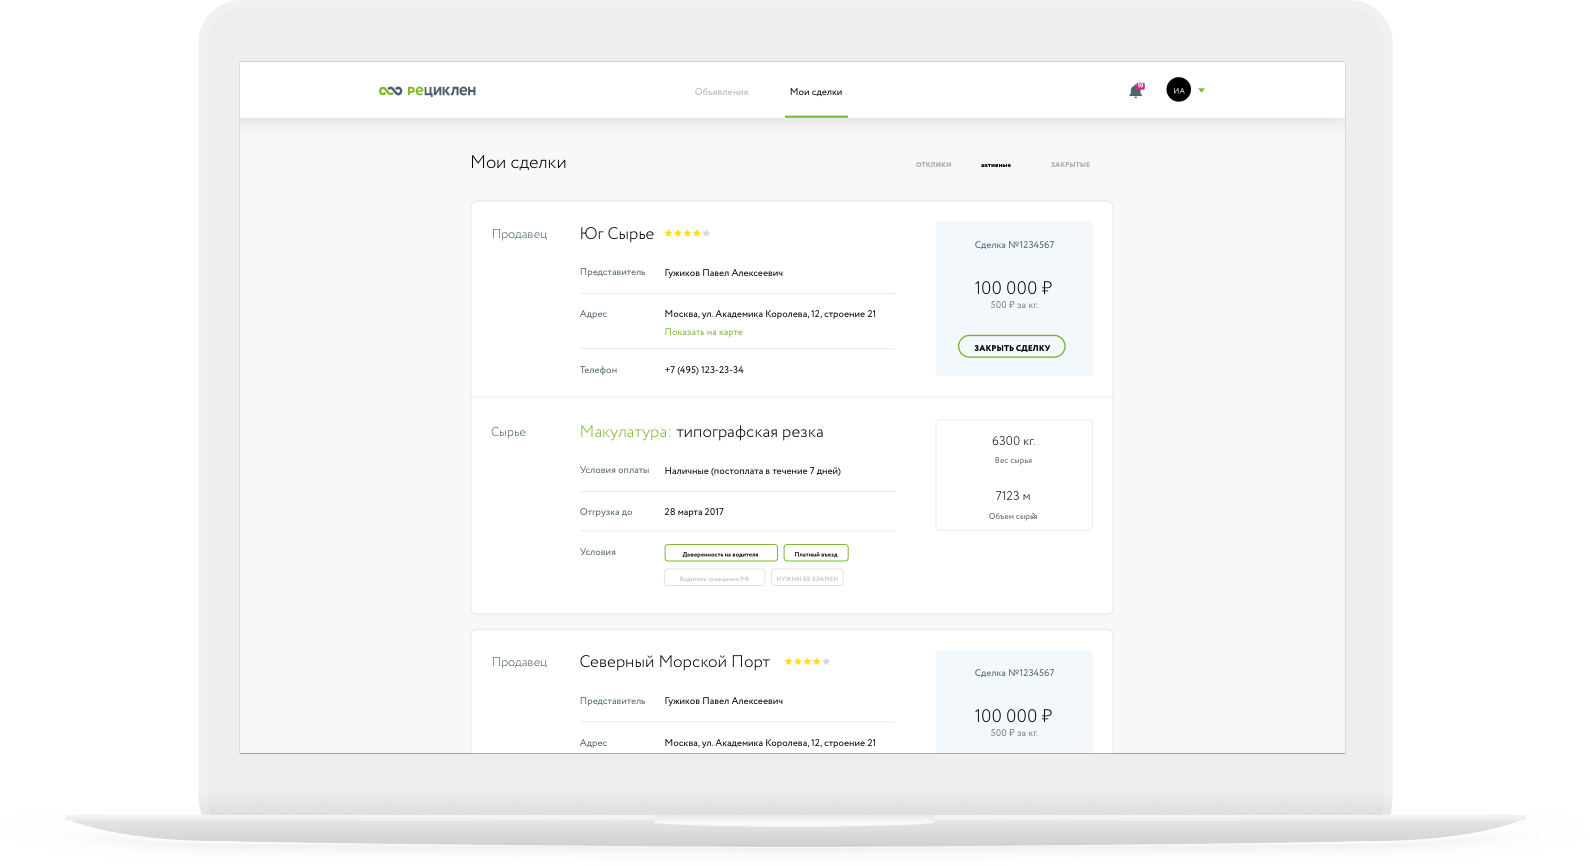 РЕЦИКЛЕН
Объявления
Мои сделки
10
ИА
Мои сделки
ОТКЛИКИ
активные
ЗАКРЫТЫЕ
Продавец
Юг Сырье
Представитель
Гужиков Павел Алексеевич
Адрес
Москва, ул. Академика Королева, 12, строение 21
Показать на карте
Телефон
+7 (495) 123-23-34
Сделка №1234567
100 000 ₽
500 ₽ за кг.
ЗАКРЫТЬ СДЕЛКУ
Сырье
Макулатура: типографская резка
Условия оплаты
Наличные (постоплата в течение 7 дней)
Отгрузка до
28 марта 2017
Условия
Доверенность на водителя
Платный въезд
Водитель гражданин РФ
НУЖНЫ ББ ВЗАМЕН
6300 кг.
Вес сырья
7123 м
Объем сырья
Продавец
Северный Морской Порт
Представитель
Гужиков Павел Алексеевич
Адрес
Москва, ул. Академика Королева, 12, строение 21
Сделка №1234567
100 000 ₽
500 ₽ за кг.